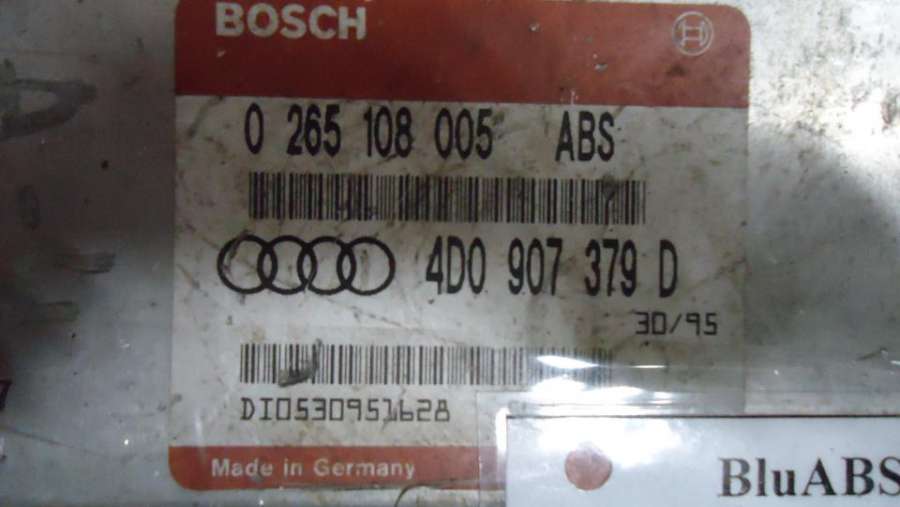 BOSCH
0 265 108 005 ABS
4D0 907 379 D
30/95
DI0530951628
Made in Germany
BluABS